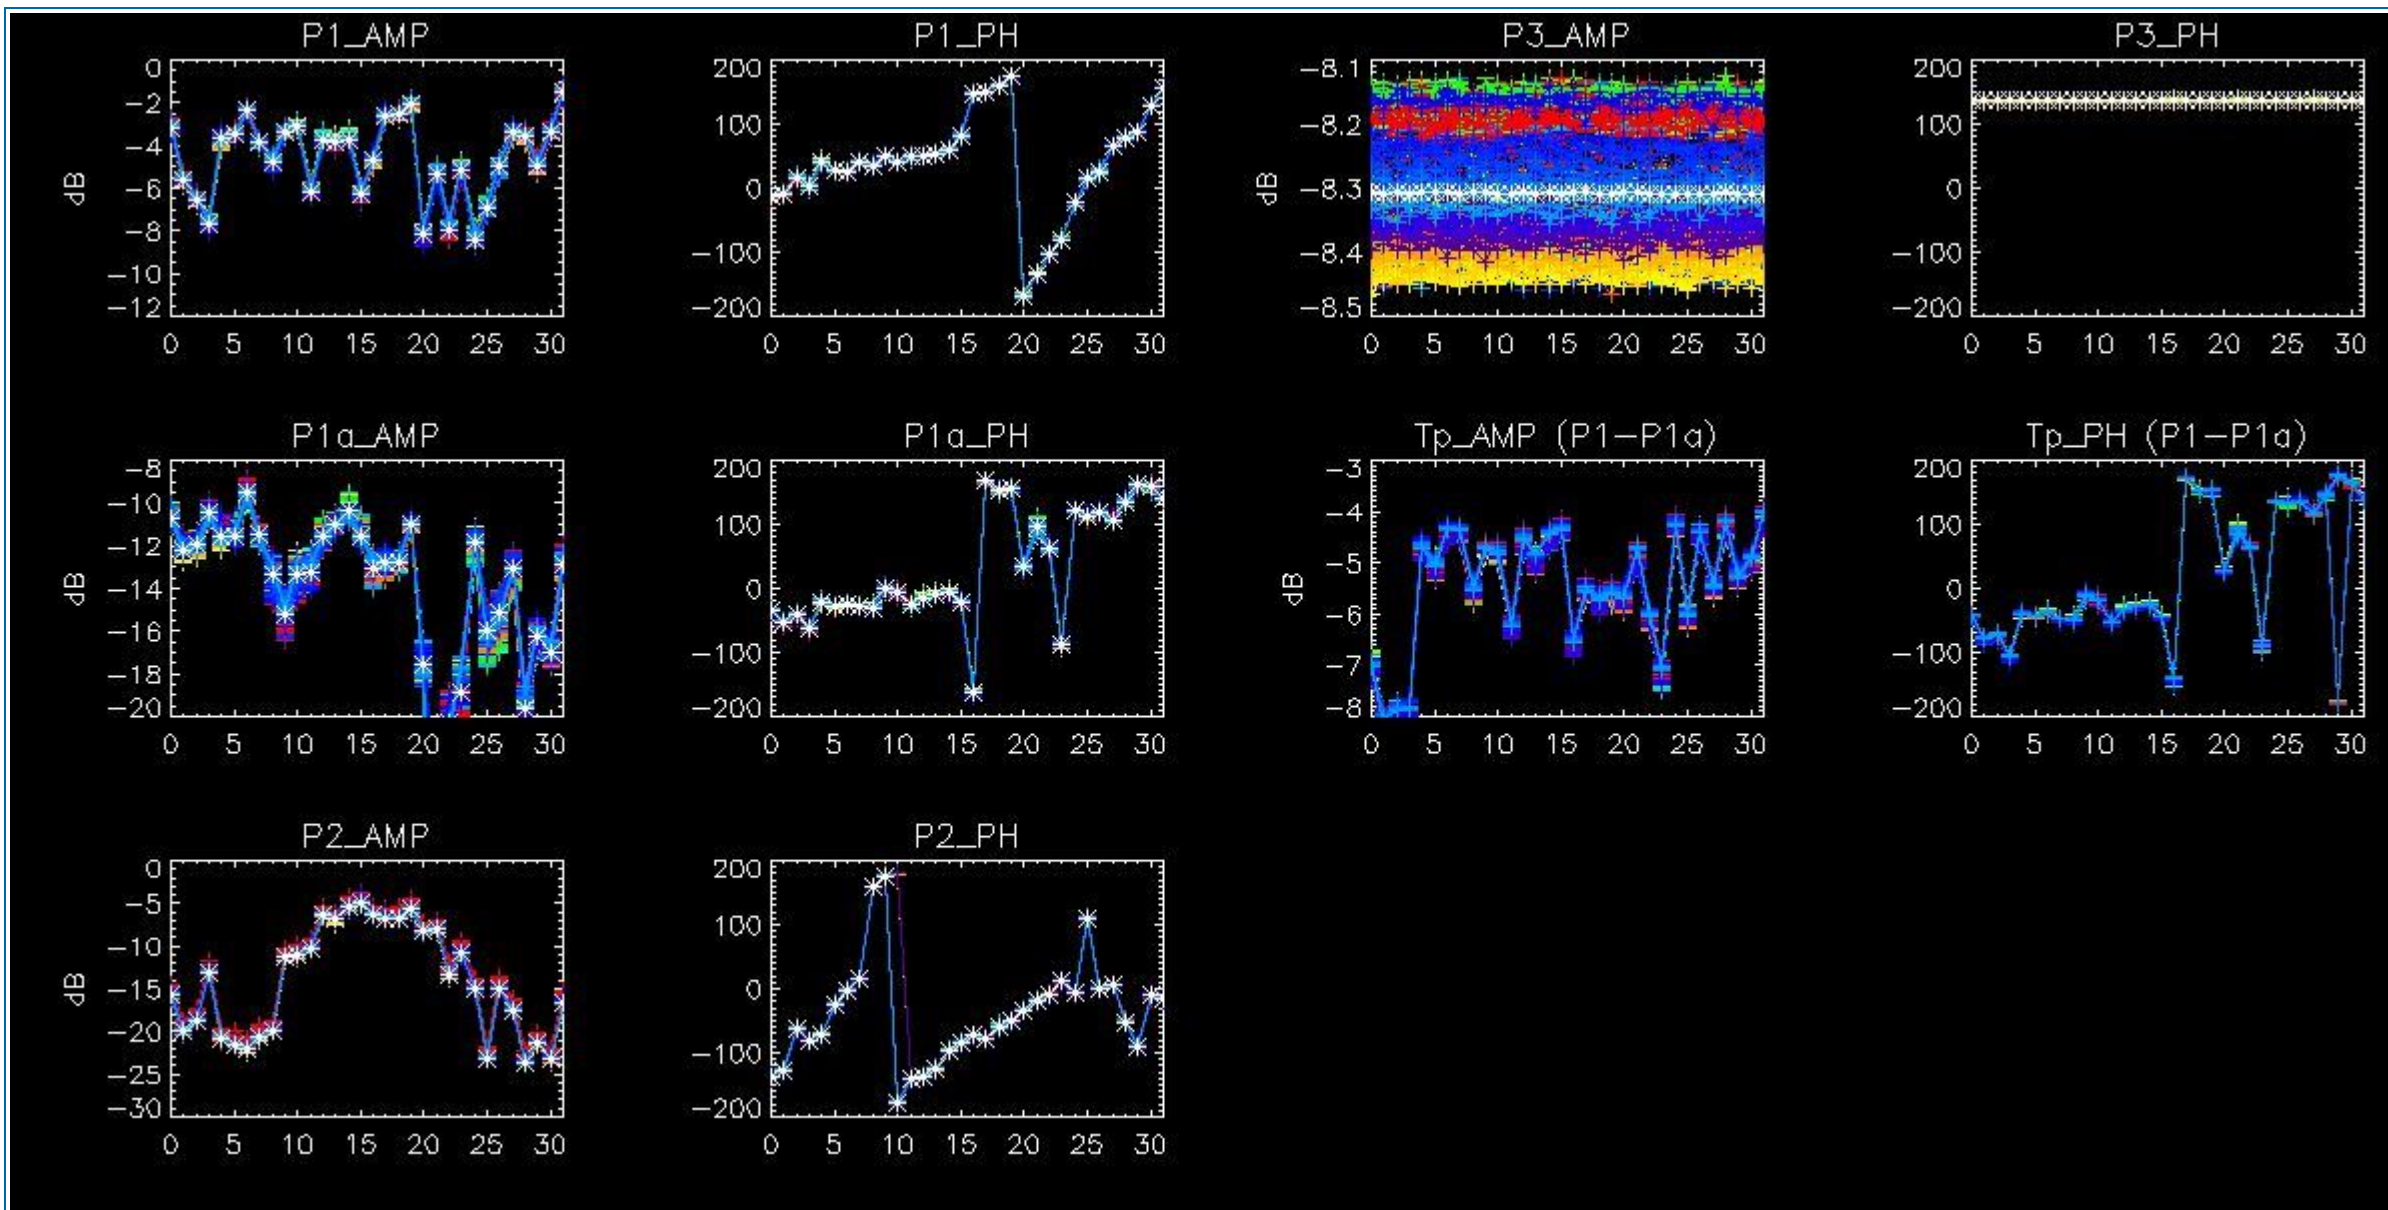 P1_AMP P1_PH P3_AMP P3_PH
0 -2 -4 -6 -8 -10 -12
dB
0 5 10 15 20 25 30
200 100 0 -100 -200
0 5 10 15 20 25 30
-8.1 -8.2 -8.3 -8.4 -8.5
dB
0 5 10 15 20 25 30
200 100 0 -100 -200
0 5 10 15 20 25 30
P1a_AMP P1a_PH Tp_AMP (P1-P1a) Tp_PH (P1-P1a)
-8 -10 -12 -14 -16 -18 -20
dB
0 5 10 15 20 25 30
200 100 0 -100 -200
0 5 10 15 20 25 30
-3 -4 -5 -6 -7 -8
dB
0 5 10 15 20 25 30
200 100 0 -100 -200
0 5 10 15 20 25 30
P2_AMP P2_PH
0 -5 -10 -15 -20 -25 -30
dB
0 5 10 15 20 25 30
200 100 0 -100 -200
0 5 10 15 20 25 30